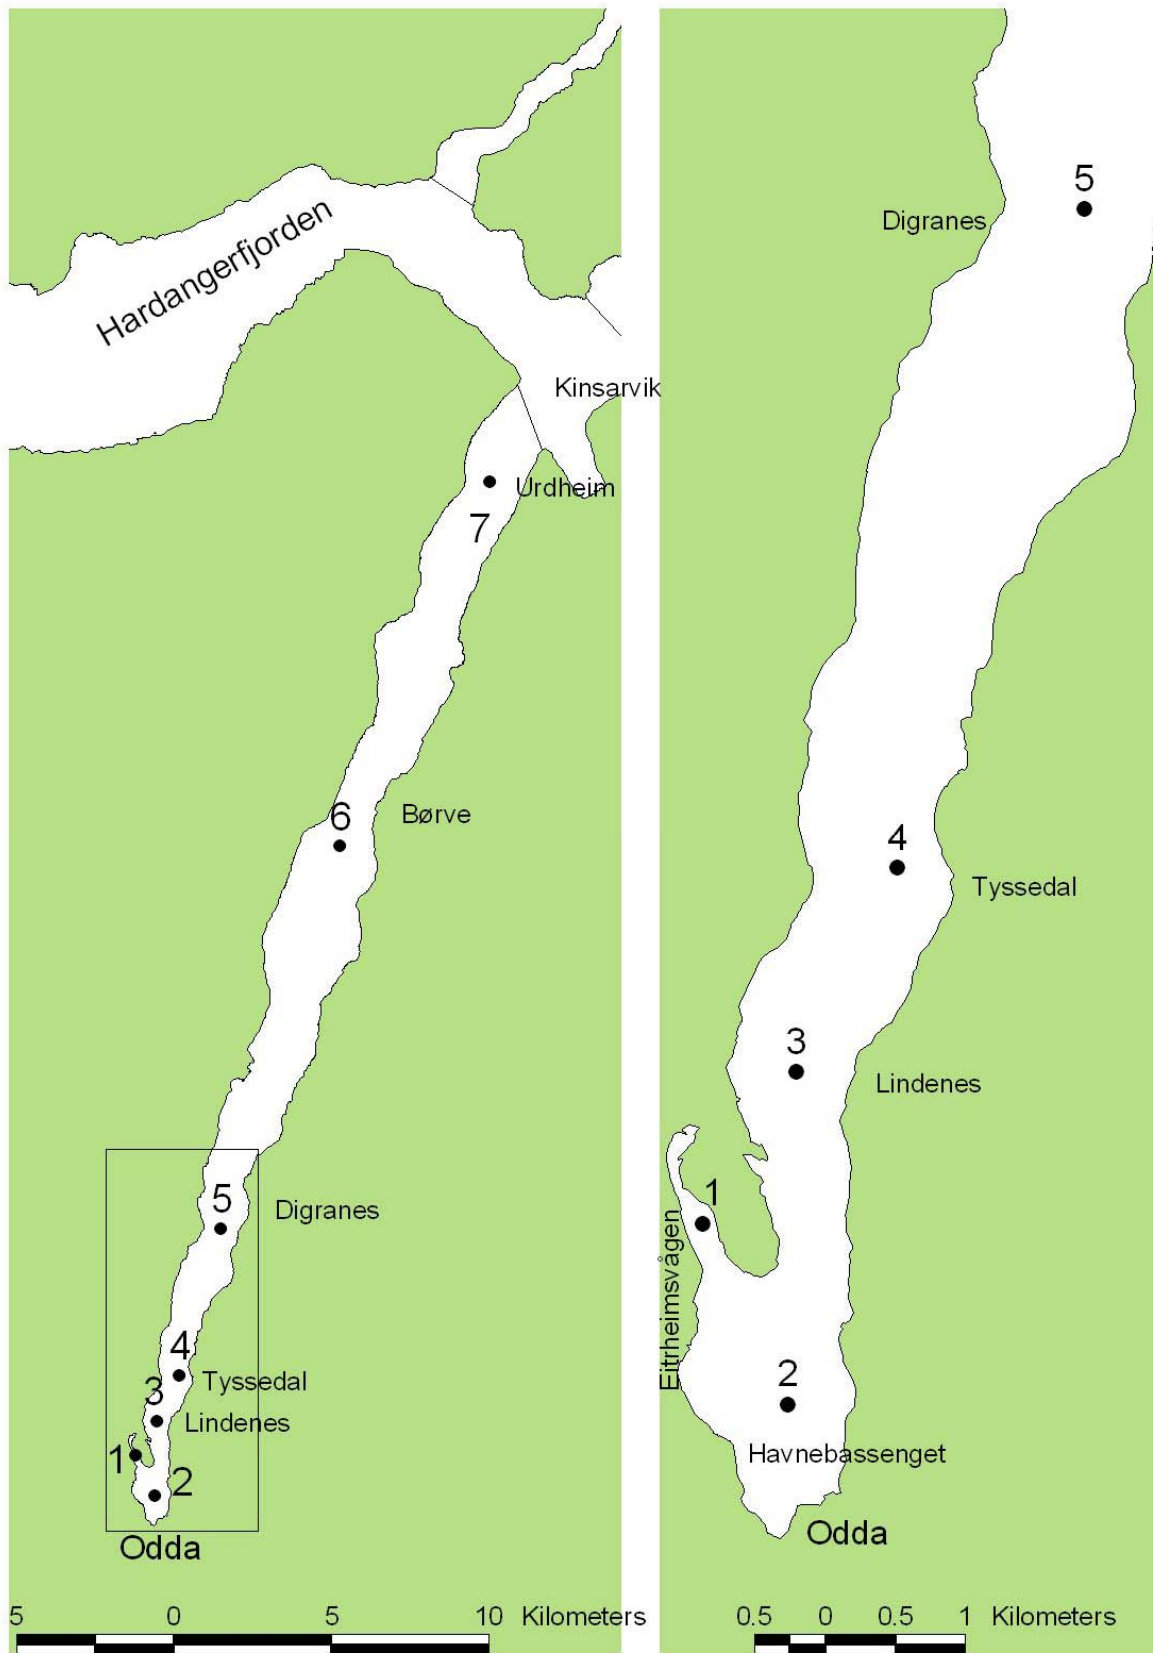 Hardangerfjorden
Kinsarvik
Urdheim
7
6
Børve
5
Digranes
4
Tyssedal
3
Lindenes
1
2
Odda
5 0 5 10 Kilometers
5
Digranes
4
Tyssedal
3
Lindenes
1
Eitrheimsvågen
2
Havnebassenget
Odda
0.5 0 0.5 1 Kilometers